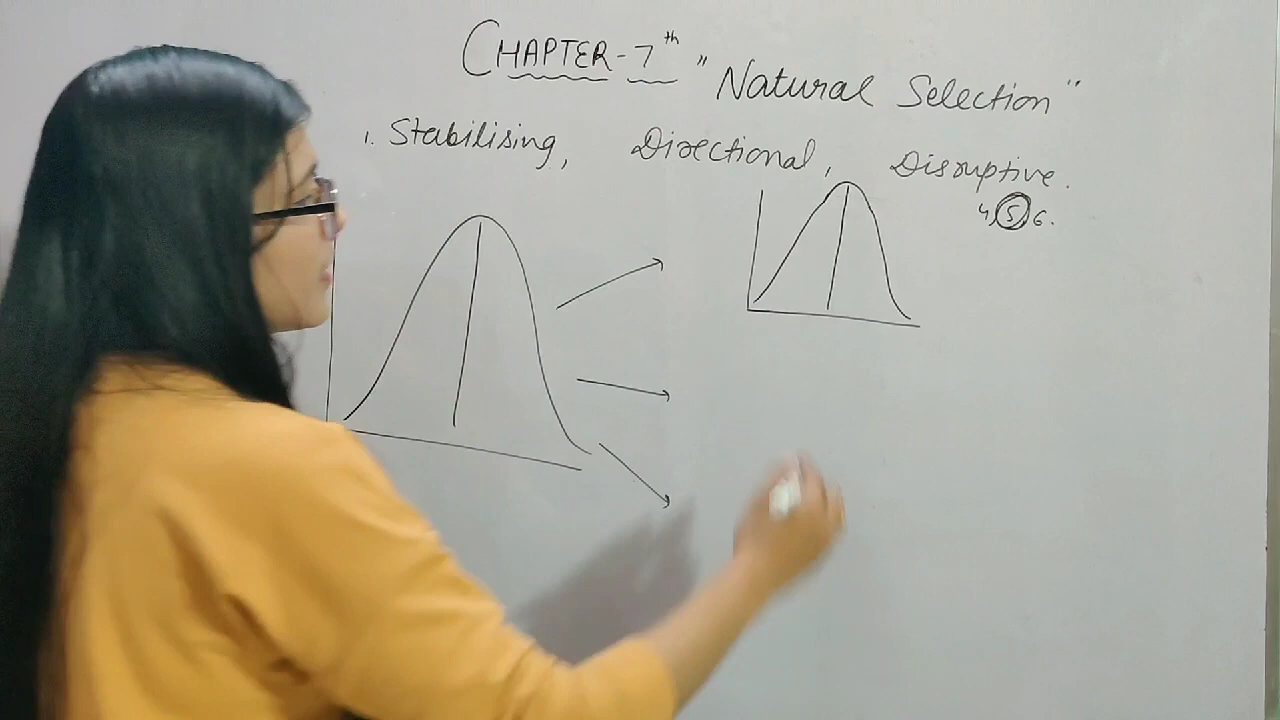 CHAPTER-7th "Natural Selection"
1. Stabilising, Directional, Disruptive.
4, 5 6.